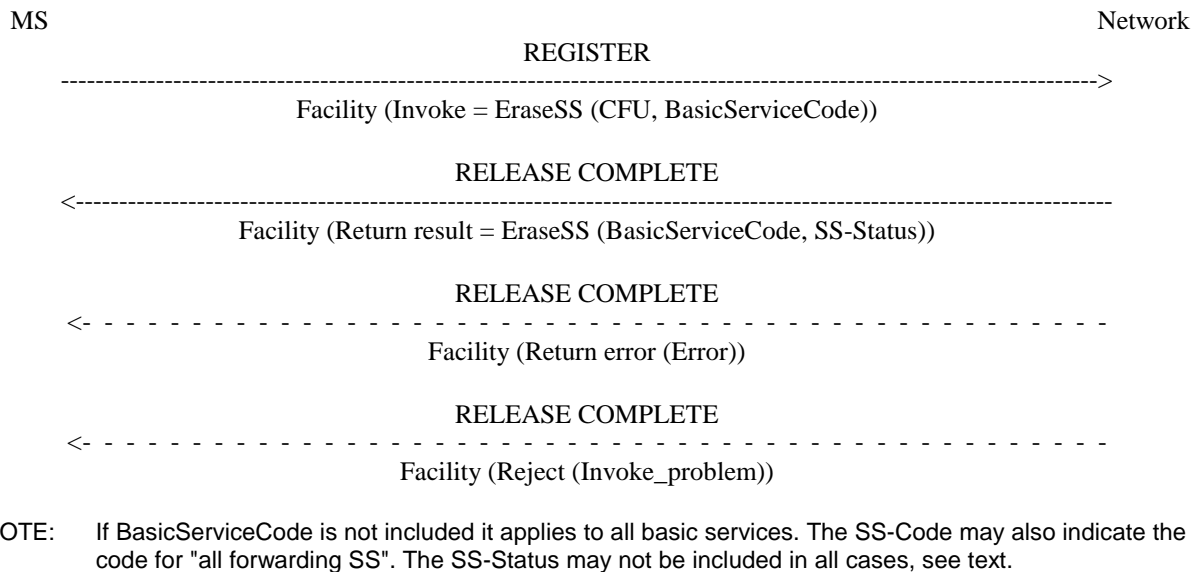 MS Network
REGISTER
------------------------------------------------------------------------------------------------------------------------>
Facility (Invoke = EraseSS (CFU, BasicServiceCode))
RELEASE COMPLETE
<------------------------------------------------------------------------------------------------------------------------
Facility (Return result = EraseSS (BasicServiceCode, SS-Status))
RELEASE COMPLETE
<- - - - - - - - - - - - - - - - - - - - - - - - - - - - - - - - - - - - - - - - - - - - - - - - -
Facility (Return error (Error))
RELEASE COMPLETE
<- - - - - - - - - - - - - - - - - - - - - - - - - - - - - - - - - - - - - - - - - - - - - - - - -
Facility (Reject (Invoke_problem))
OTE: If BasicServiceCode is not included it applies to all basic services. The SS-Code may also indicate the
code for "all forwarding SS". The SS-Status may not be included in all cases, see text.